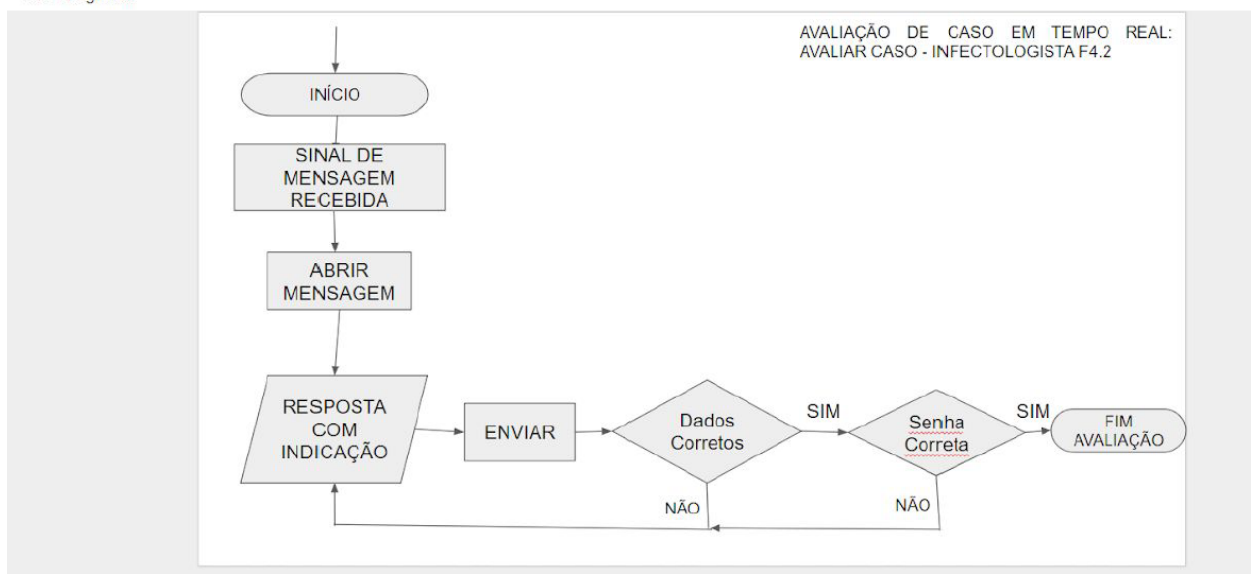 AVALIAÇÃO DE CASO EM TEMPO REAL:
AVALIAR CASO - INFECTOLOGISTA F4.2
INÍCIO
SINAL DE
MENSAGEM
RECEBIDA
ABRIR
MENSAGEM
RESPOSTA
COM
INDICAÇÃO
ENVIAR
Dados
Corretos
SIM
Senha
Correta
SIM
FIM
AVALIAÇÃO
NÃO
NÃO